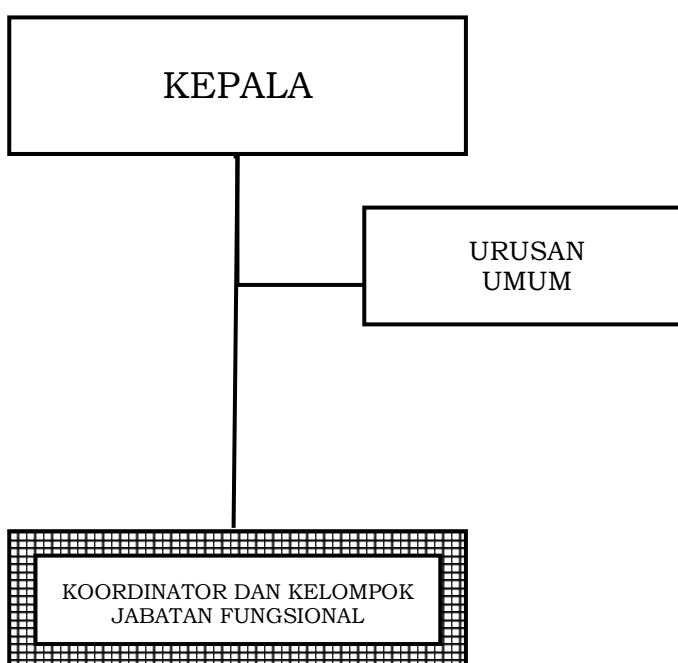 KEPALA
URUSAN
UMUM
KOORDINATOR DAN KELOMPOK
JABATAN FUNGSIONAL